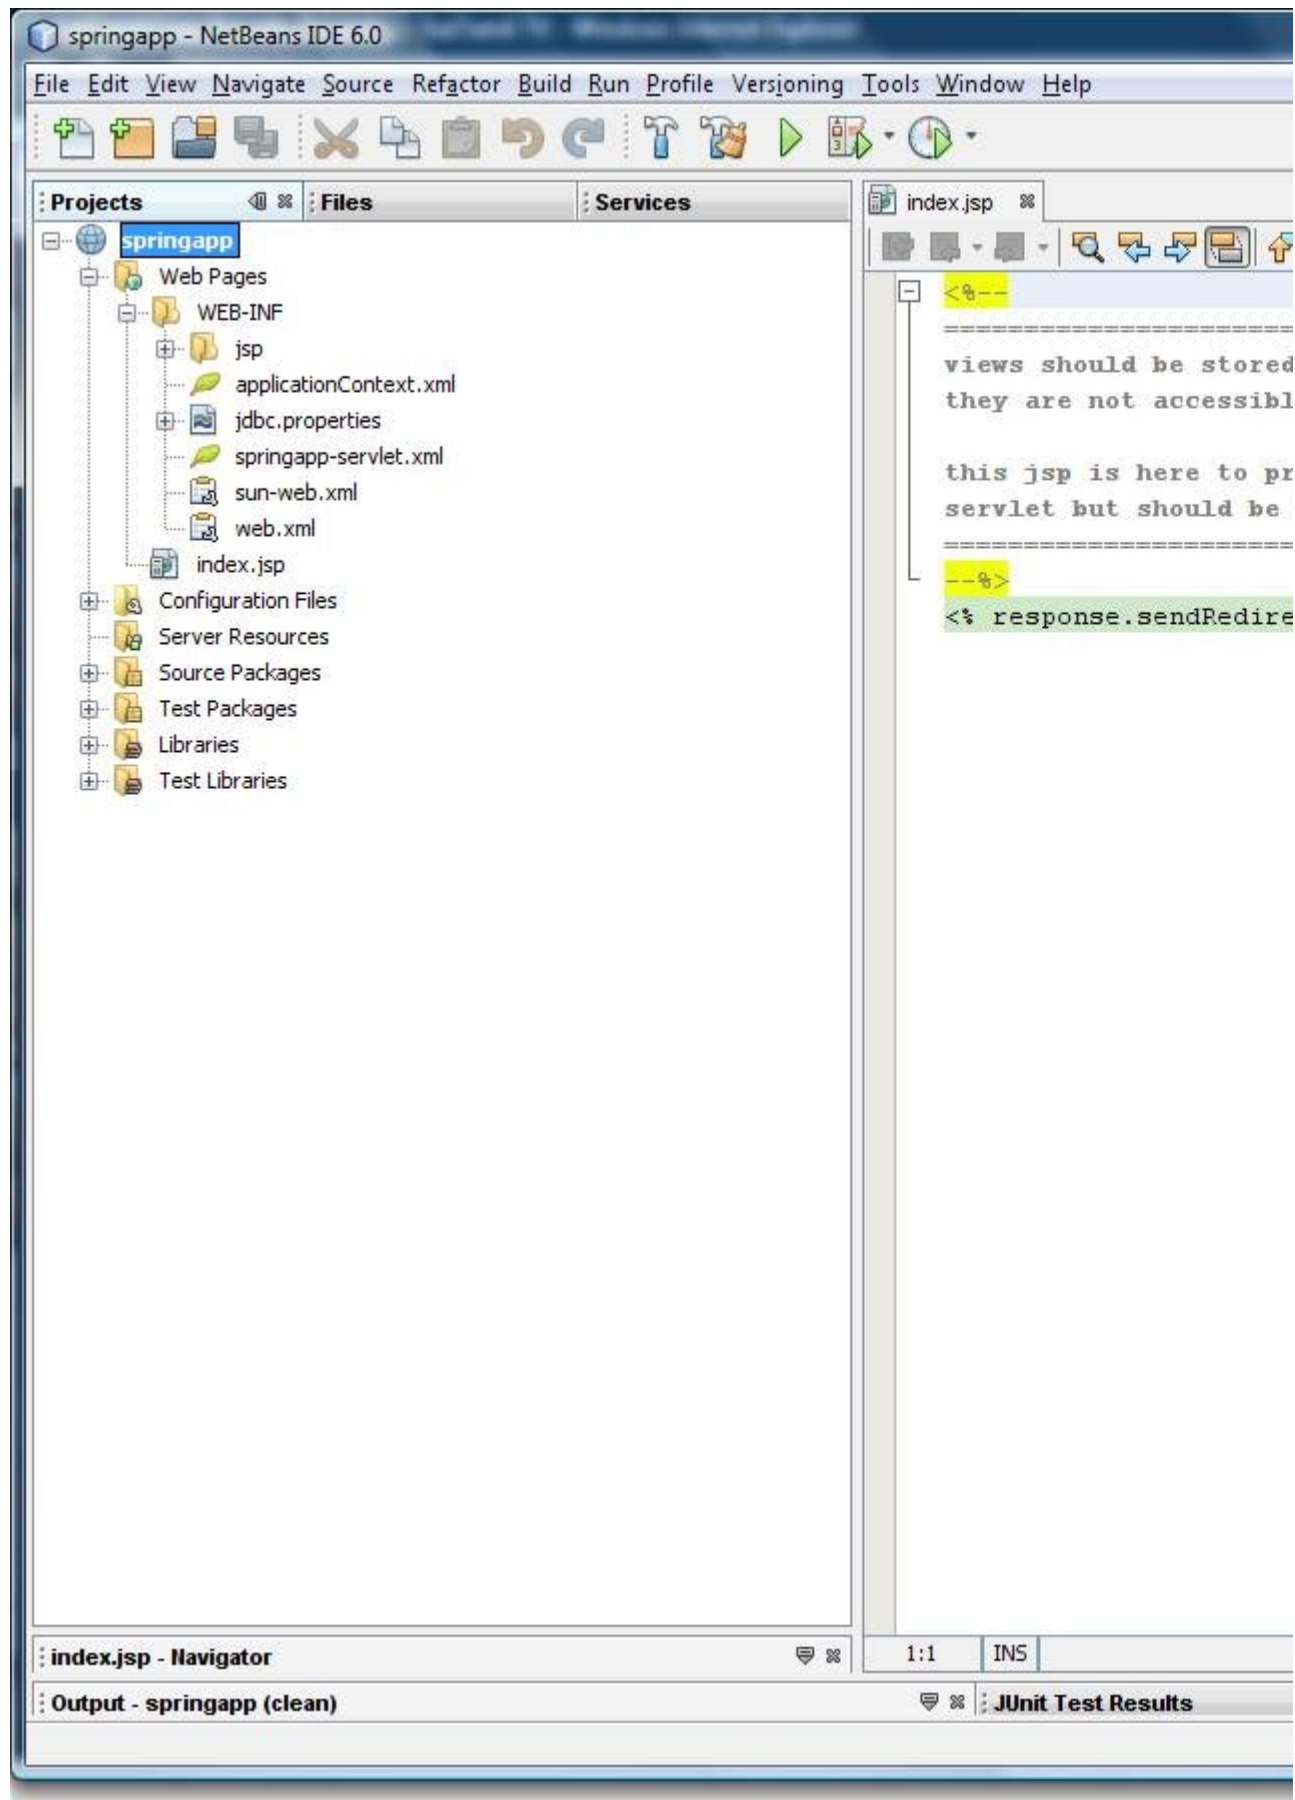 springapp - NetBeans IDE 6.0
File Edit View Navigate Source Refactor Build Run Profile Versioning Tools Window Help
Projects Files Services
index.jsp
springapp
Web Pages
WEB-INF
jsp
applicationContext.xml
jdbc.properties
springapp-servlet.xml
sun-web.xml
web.xml
index.jsp
Configuration Files
Server Resources
Source Packages
Test Packages
Libraries
Test Libraries
<%--
======================
views should be stored
they are not accessibl
this jsp is here to pr
servlet but should be
======================
--%>
<% response.sendRedire
index.jsp - Navigator
1:1 INS
Output - springapp (clean)
JUnit Test Results